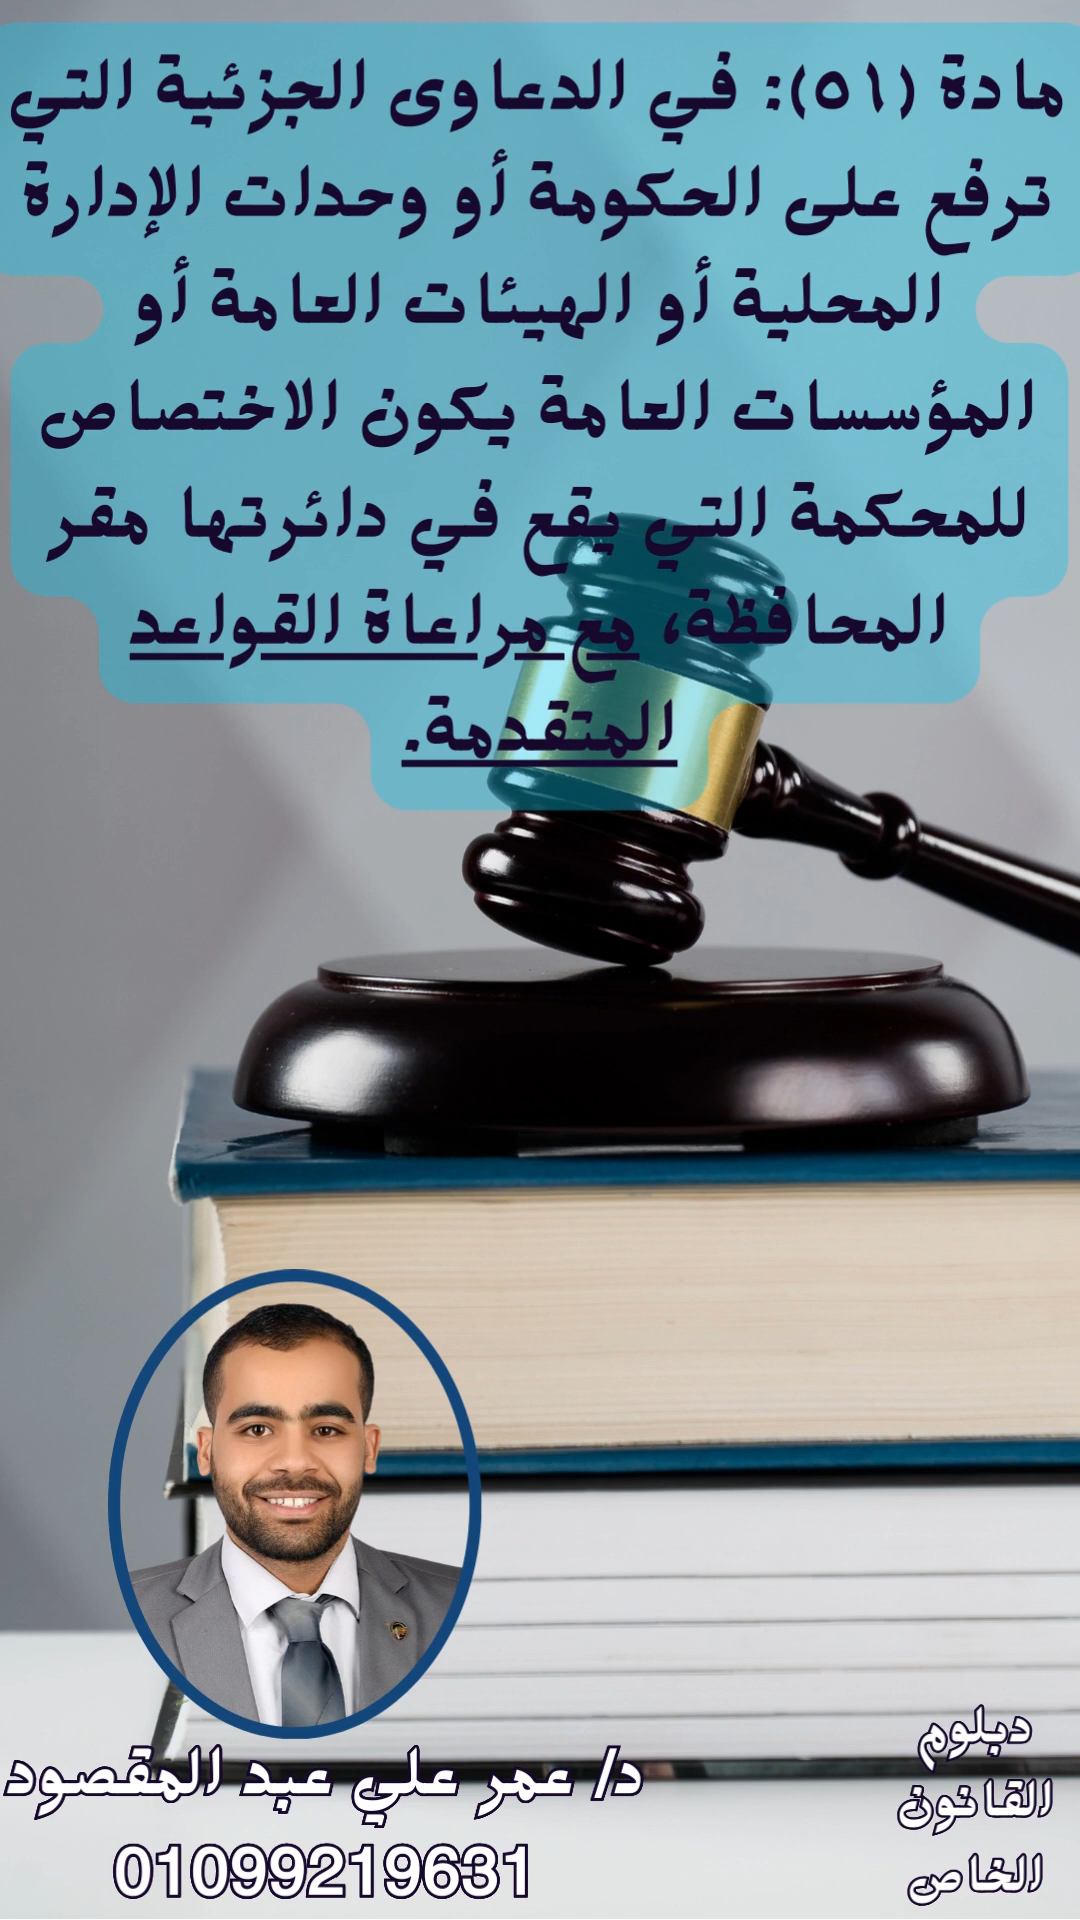 مادة (٥١): في الدعاوى الجزئية التي
ترفع على الحكومة أو وحدات الإدارة
المحلية أو الهيئات العامة أو
المؤسسات العامة يكون الاختصاص
للمحكمة التي يقع في دائرتها مقر
المحافظة، مع مراعاة القواعد
المتقدمة.
د/ عمر علي عبد المقصود
01099219631
دبلوم
القانون
الخاص